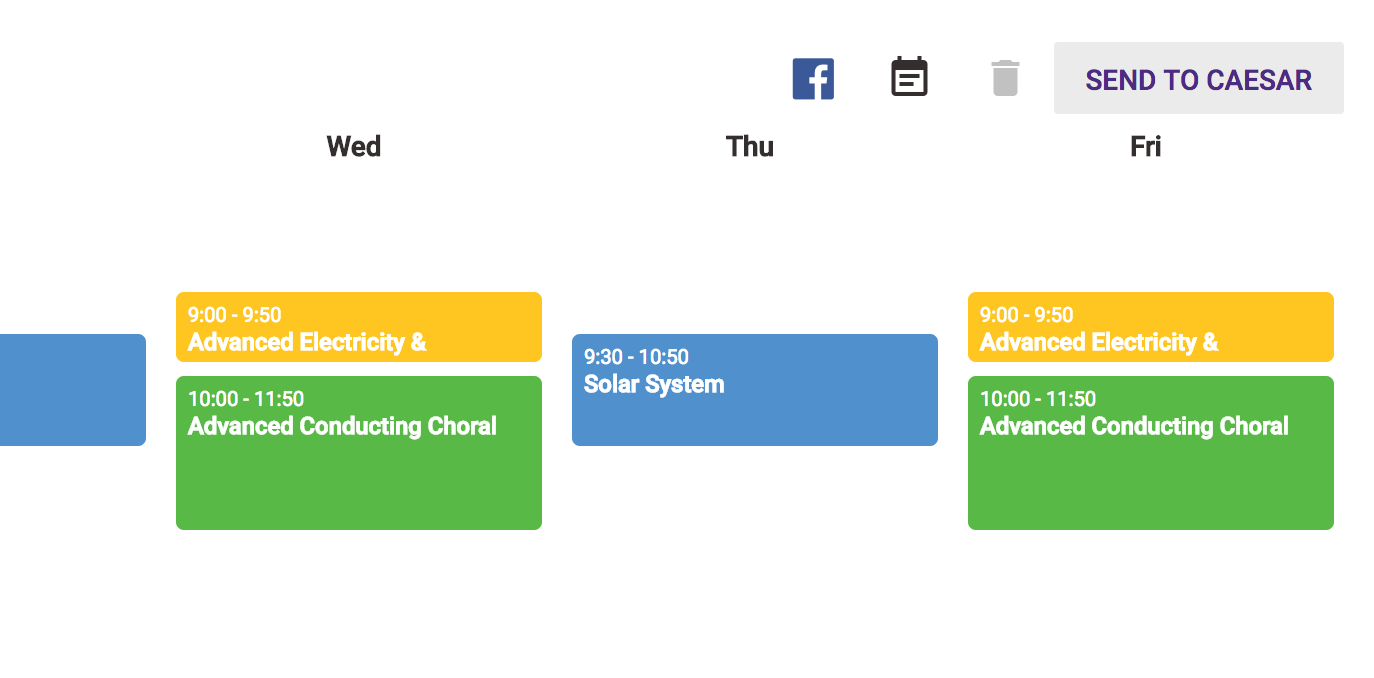 SEND TO CAESAR
Wed
Thu
Fri
9:00 - 9:50
Advanced Electricity &
10:00 - 11:50
Advanced Conducting Choral
9:30 - 10:50
Solar System
9:00 - 9:50
Advanced Electricity &
10:00 - 11:50
Advanced Conducting Choral